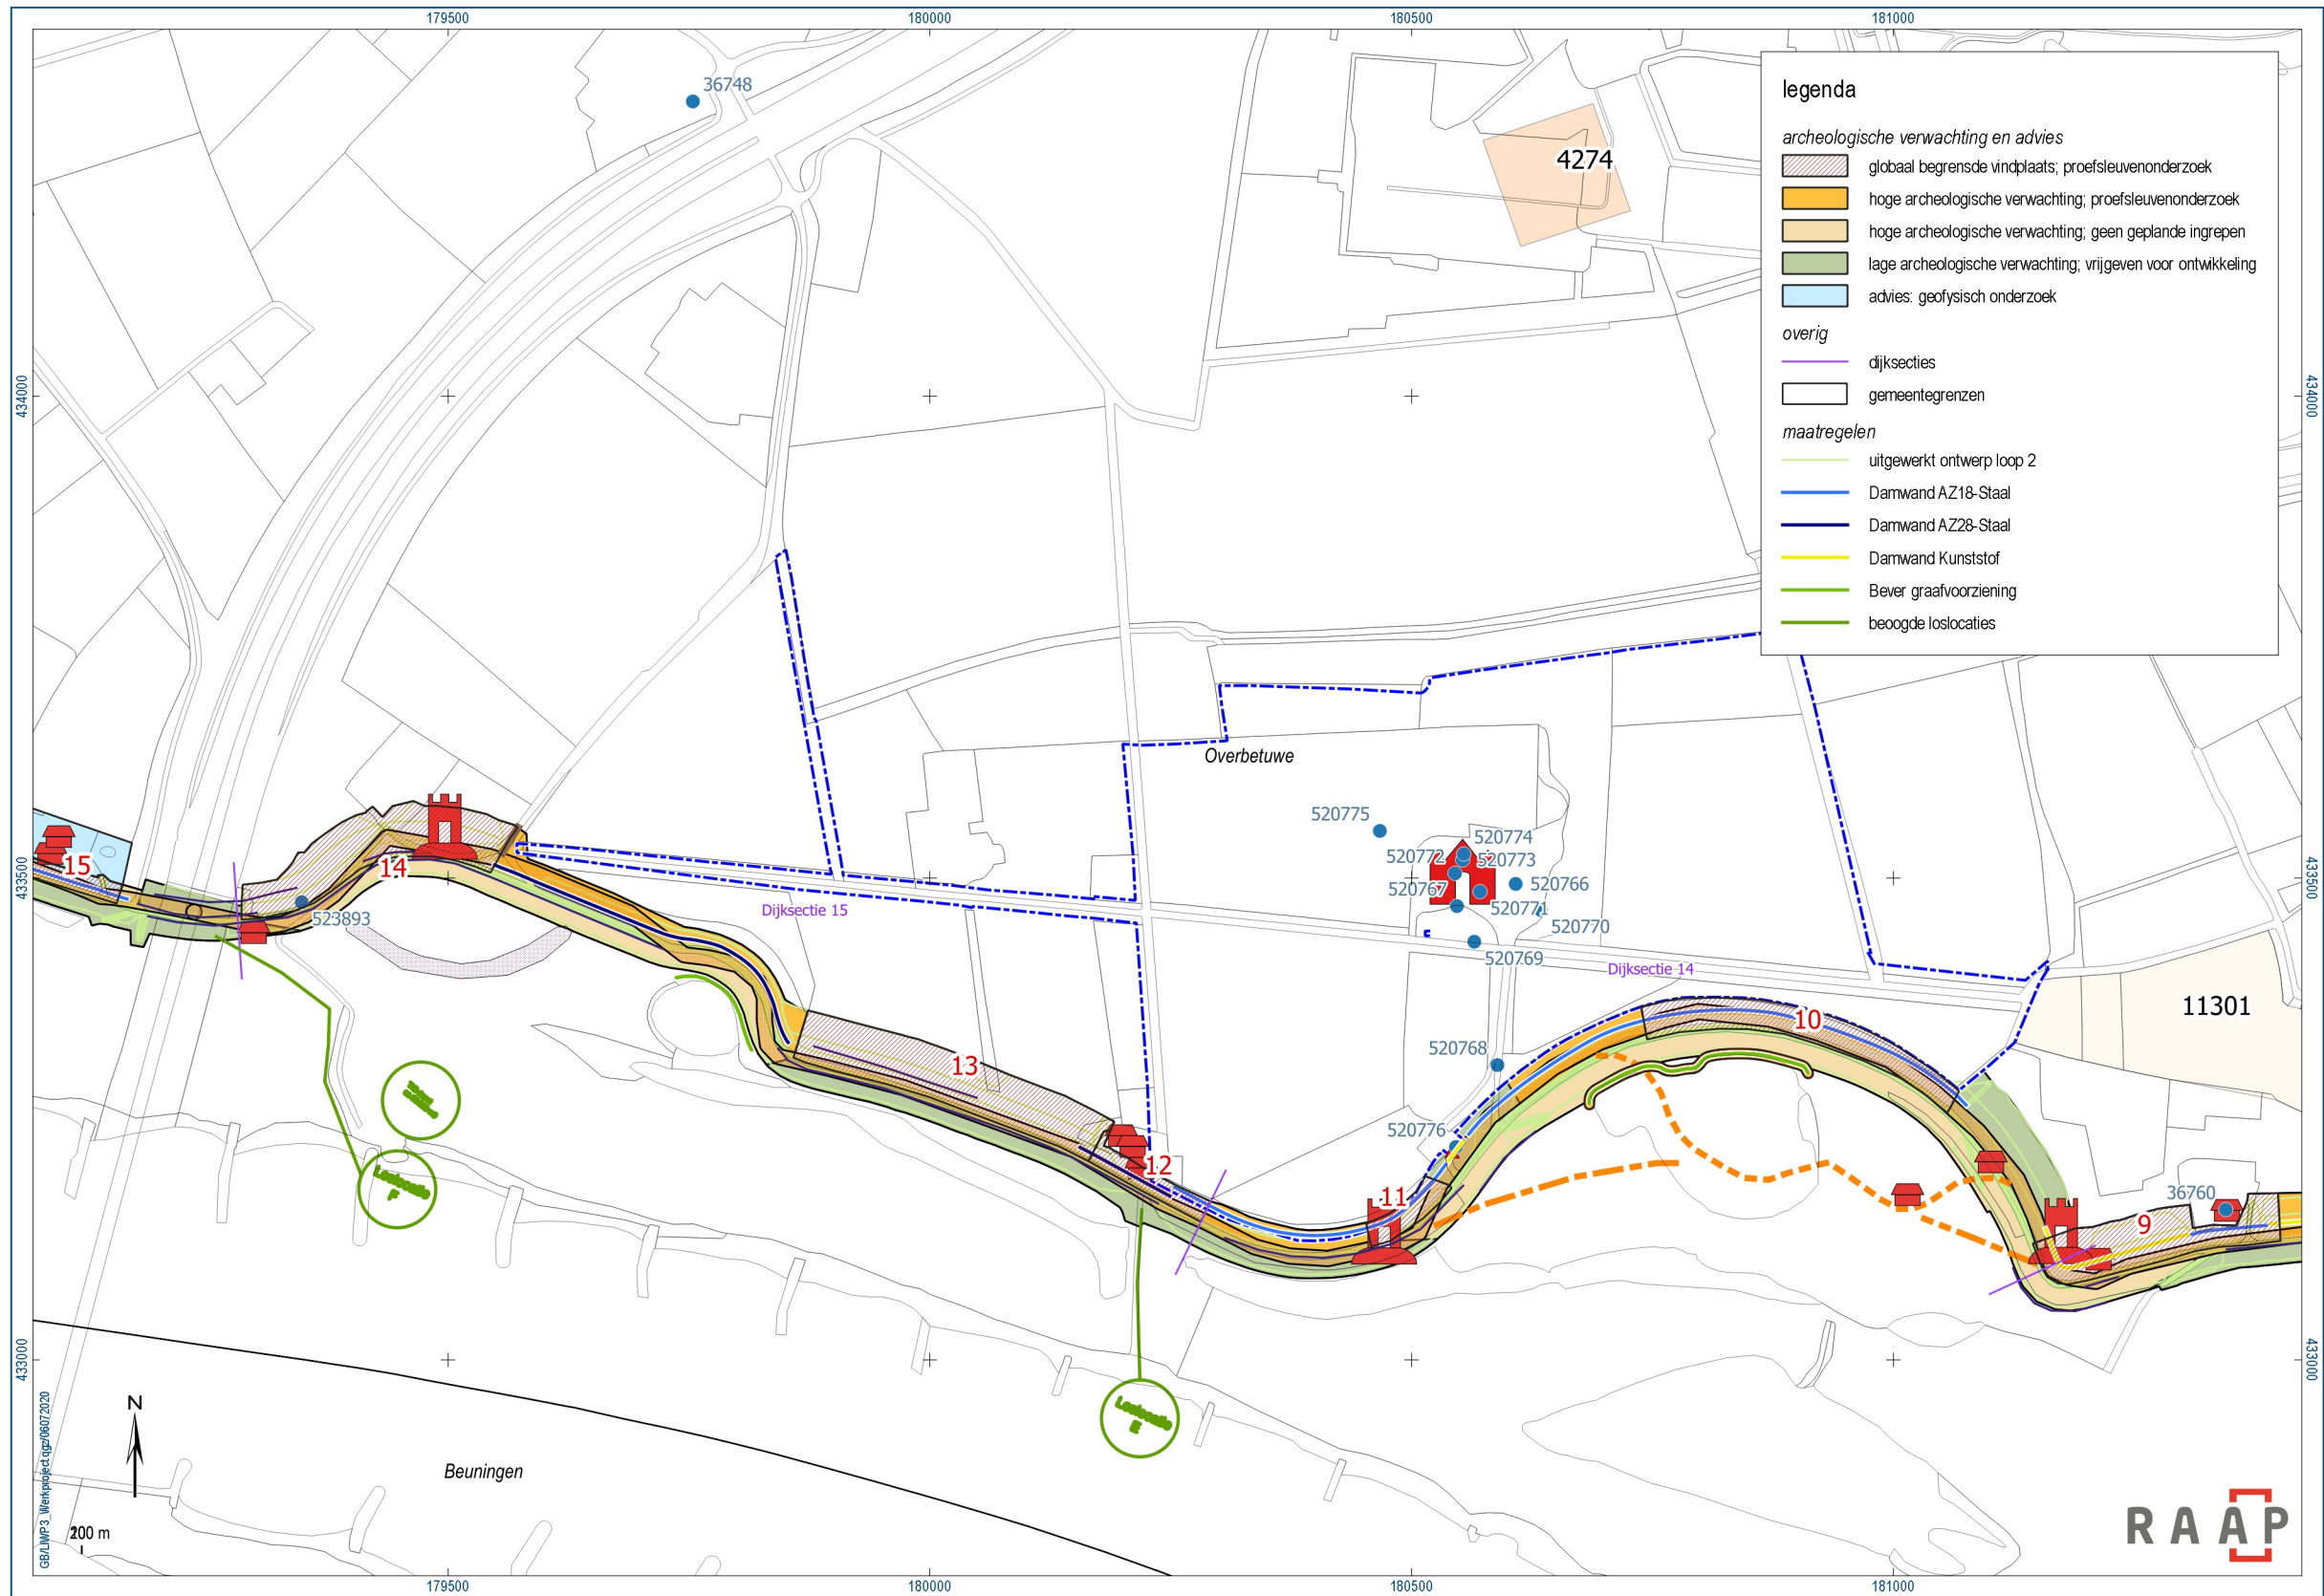 179500
180000
180500
181000
36748
4274
legenda
archeologische verwachting en advies
globaal begrensde vindplaats; proefsleuvenonderzoek
hoge archeologische verwachting; proefsleuvenonderzoek
hoge archeologische verwachting; geen geplande ingrepen
lage archeologische verwachting; vrijgeven voor ontwikkeling
advies: geofysisch onderzoek
overig
dijksecties
gemeentegrenzen
maatregelen
uitgewerkt ontwerp loop 2
Damwand AZ18-Staal
Damwand AZ28-Staal
Damwand Kunststof
Bever graafvoorziening
beoogde loslocaties
434000
434000
Overbetuwe
520775
520774
520772
520773
520766
520767
520771
520770
520769
15
14
433500
433500
523893
Dijksectie 15
Dijksectie 14
11301
10
13
520768
520776
12
11
36760
9
Loslocatie
F
433000
433000
Loslocatie
E
N
Beuningen
200 m
GB/LIWP3_Werkproject.qgz/06072020
RAAP
179500
180000
180500
181000